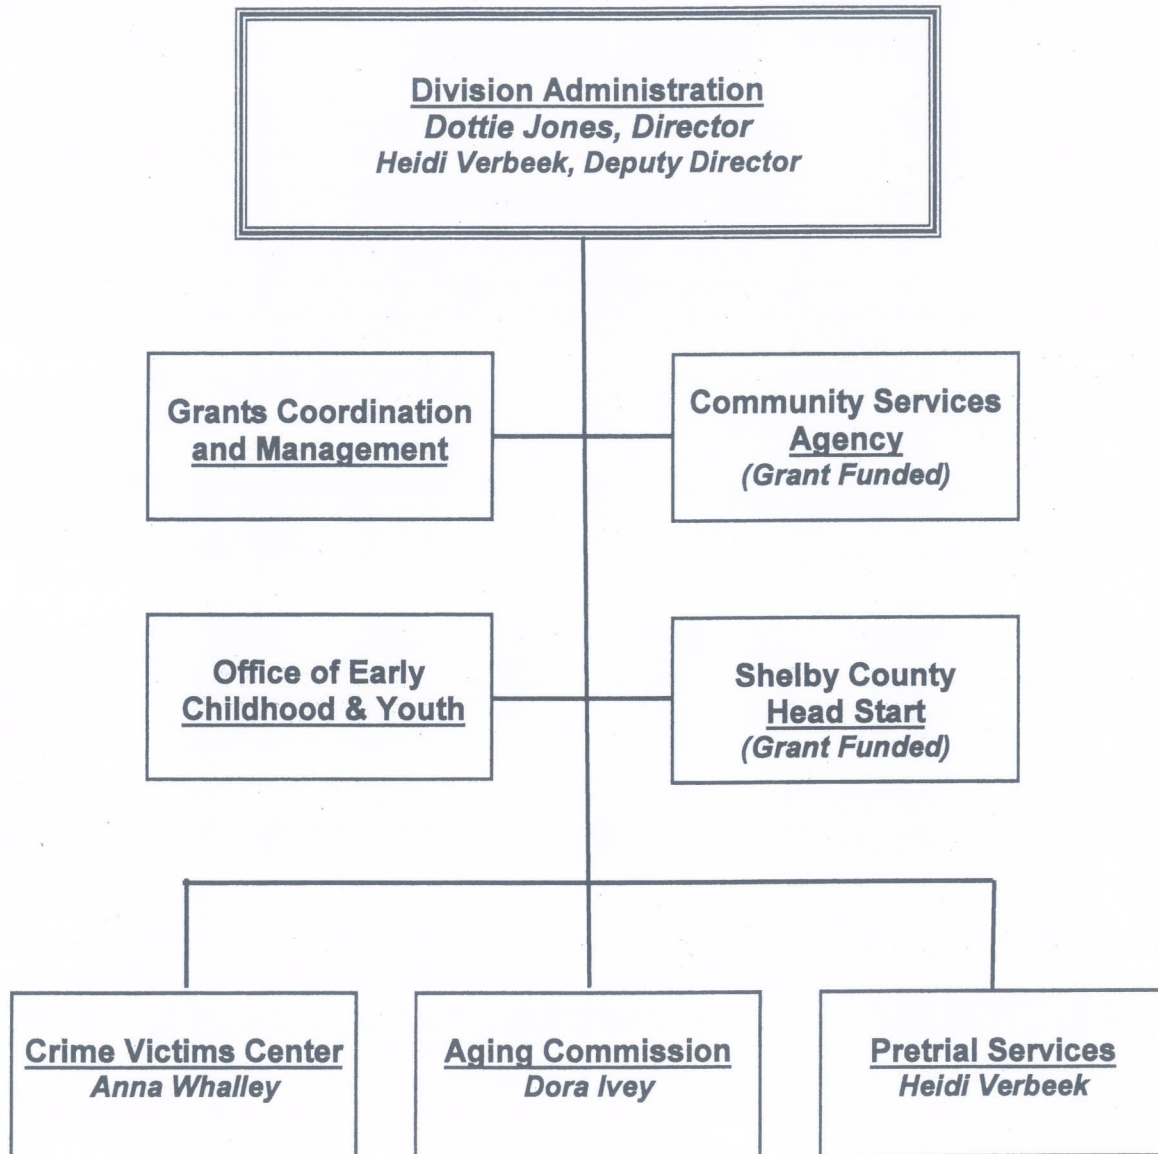 Division Administration
Dottie Jones, Director
Heidi Verbeek, Deputy Director
Grants Coordination
and Management
Community Services
Agency
(Grant Funded)
Office of Early
Childhood & Youth
Shelby County
Head Start
(Grant Funded)
Crime Victims Center
Anna Whalley
Aging Commission
Dora Ivey
Pretrial Services
Heidi Verbeek